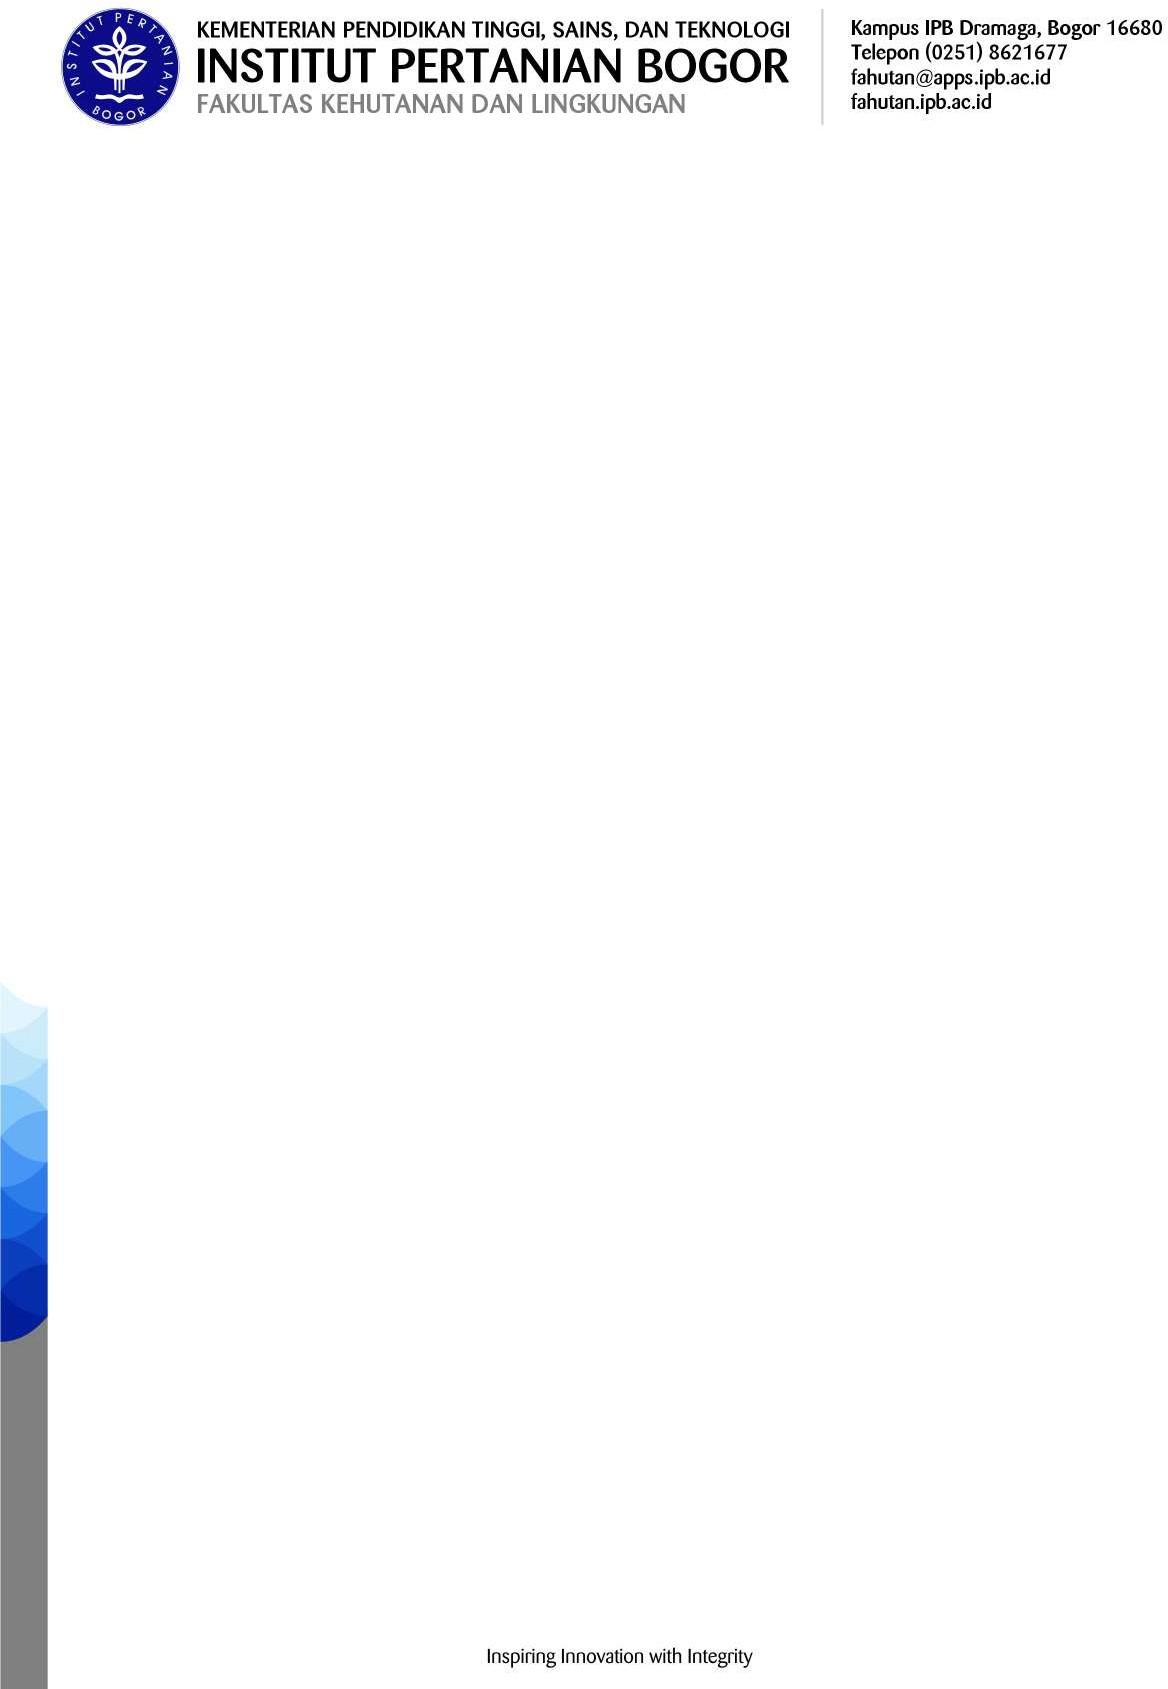 INSTITUT PERTANIAN
BOGOR
KEMENTERIAN PENDIDIKAN TINGGI, SAINS, DAN TEKNOLOGI
INSTITUT PERTANIAN BOGOR
FAKULTAS KEHUTANAN DAN LINGKUNGAN
Kampus IPB Dramaga, Bogor 16680
Telepon (0251) 8621677
fahutan@apps.ipb.ac.id
fahutan.ipb.ac.id
Inspiring Innovation with Integrity